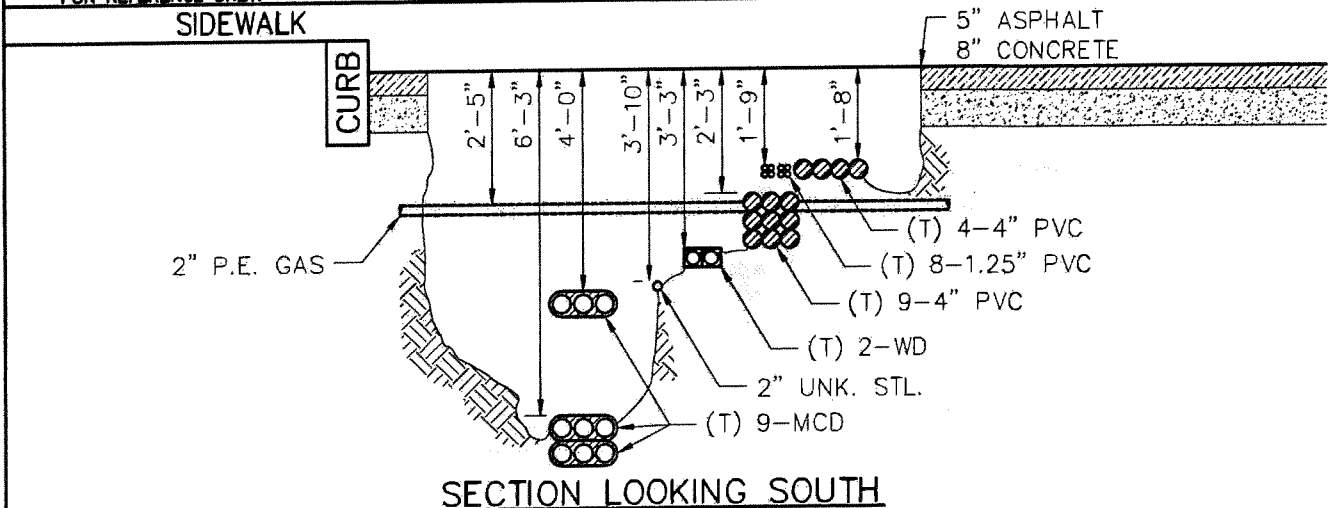 SIDEWALK
5" ASPHALT
8" CONCRETE
CURB
2'-5"
6'-3"
4'-0"
3'-10"
3'-3"
2'-3"
1'-9"
1'-8"
2" P.E. GAS
(T) 4-4" PVC
(T) 8-1.25" PVC
(T) 9-4" PVC
(T) 2-WD
2" UNK. STL.
(T) 9-MCD
SECTION LOOKING SOUTH